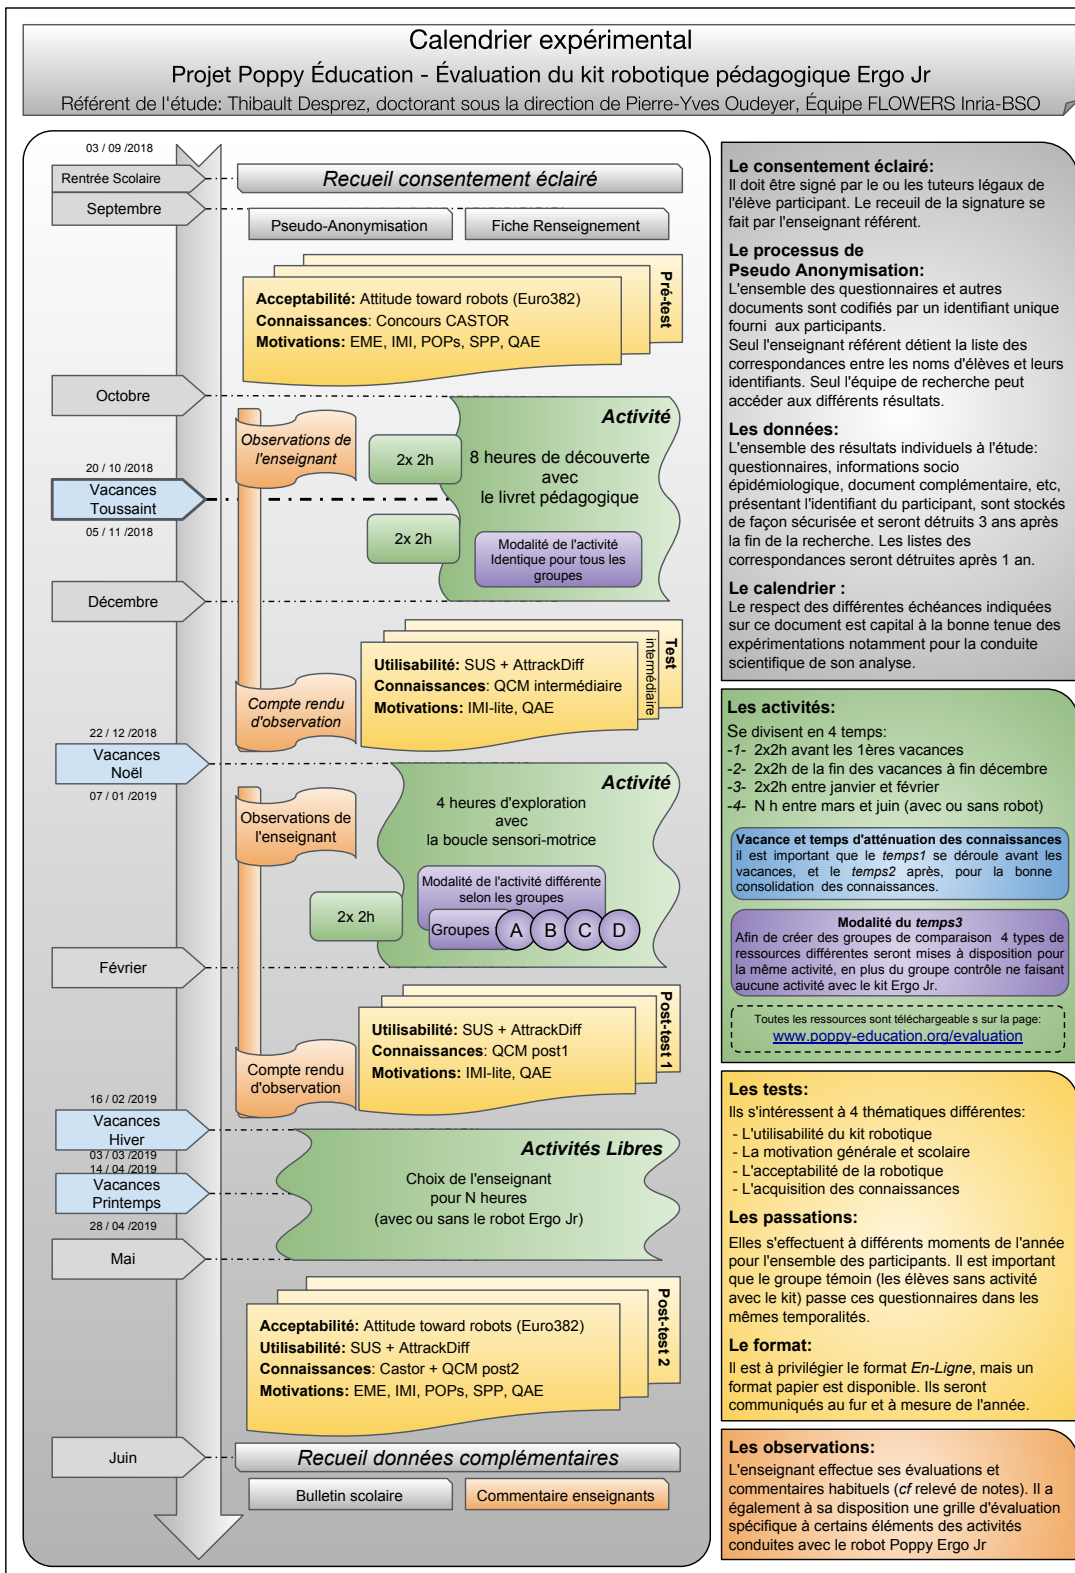 Calendrier expérimental
Projet Poppy Éducation - Évaluation du kit robotique pédagogique Ergo Jr
Référent de l'étude: Thibault Desprez, doctorant sous la direction de Pierre-Yves Oudeyer, Équipe FLOWERS Inria-BSO
03 / 09 /2018
Rentrée Scolaire
Recueil consentement éclairé
Septembre
Pseudo-Anonymisation
Fiche Renseignement
Pré-test
Acceptabilité: Attitude toward robots (Euro382)
Connaissances: Concours CASTOR
Motivations: EME, IMI, POPs, SPP, QAE
Octobre
Activité
Observations de
l'enseignant
2x 2h
8 heures de découverte
avec
le livret pédagogique
20 / 10 /2018
Vacances
Toussaint
05 / 11 /2018
2x 2h
Modalité de l'activité
Identique pour tous les
groupes
Décembre
Test
intermédiaire
Utilisabilité: SUS + AttrackDiff
Connaissances: QCM intermédiaire
Motivations: IMI-lite, QAE
Compte rendu
d'observation
22 / 12 /2018
Vacances
Noël
07 / 01 /2019
Activité
Observations de
l'enseignant
4 heures d'exploration
avec
la boucle sensori-motrice
Modalité de l'activité différente
selon les groupes
2x 2h
Groupes : A B C D
Février
Post-test 1
Utilisabilité: SUS + AttrackDiff
Connaissances: QCM post1
Motivations: IMI-lite, QAE
Compte rendu
d'observation
16 / 02 /2019
Vacances
Hiver
03 / 03 /2019
14 / 04 /2019
Vacances
Printemps
28 / 04 /2019
Activités Libres
Choix de l'enseignant
pour N heures
(avec ou sans le robot Ergo Jr)
Mai
Post-test 2
Acceptabilité: Attitude toward robots (Euro382)
Utilisabilité: SUS + AttrackDiff
Connaissances: Castor + QCM post2
Motivations: EME, IMI, POPs, SPP, QAE
Juin
Recueil données complémentaires
Bulletin scolaire
Commentaire enseignants
Le consentement éclairé:
Il doit être signé par le ou les tuteurs légaux de
l'élève participant. Le receuil de la signature se
fait par l'enseignant référent.
Le processus de
Pseudo Anonymisation:
L'ensemble des questionnaires et autres
documents sont codifiés par un identifiant unique
fourni aux participants.
Seul l'enseignant référent détient la liste des
correspondances entre les noms d'élèves et leurs
identifiants. Seul l'équipe de recherche peut
accéder aux différents résultats.
Les données:
L'ensemble des résultats individuels à l'étude:
questionnaires, informations socio
épidémiologique, document complémentaire, etc,
présentant l'identifiant du participant, sont stockés
de façon sécurisée et seront détruits 3 ans après
la fin de la recherche. Les listes des
correspondances seront détruites après 1 an.
Le calendrier :
Le respect des différentes échéances indiquées
sur ce document est capital à la bonne tenue des
expérimentations notamment pour la conduite
scientifique de son analyse.
Les activités:
Se divisent en 4 temps:
-1- 2x2h avant les 1ères vacances
-2- 2x2h de la fin des vacances à fin décembre
-3- 2x2h entre janvier et février
-4- N h entre mars et juin (avec ou sans robot)
Vacance et temps d'atténuation des connaissances
il est important que le temps1 se déroule avant les
vacances, et le temps2 après, pour la bonne
consolidation des connaissances.
Modalité du temps3
Afin de créer des groupes de comparaison 4 types de
ressources différentes seront mises à disposition pour
la même activité, en plus du groupe contrôle ne faisant
aucune activité avec le kit Ergo Jr.
Toutes les ressources sont téléchargeable s sur la page:
www.poppy-education.org/evaluation
Les tests:
Ils s'intéressent à 4 thématiques différentes:
- L'utilisabilité du kit robotique
- La motivation générale et scolaire
- L'acceptabilité de la robotique
- L'acquisition des connaissances
Les passations:
Elles s'effectuent à différents moments de l'année
pour l'ensemble des participants. Il est important
que le groupe témoin (les élèves sans activité
avec le kit) passe ces questionnaires dans les
mêmes temporalités.
Le format:
Il est à privilégier le format En-Ligne, mais un
format papier est disponible. Ils seront
communiqués au fur et à mesure de l'année.
Les observations:
L'enseignant effectue ses évaluations et
commentaires habituels (cf relevé de notes). Il a
également à sa disposition une grille d'évaluation
spécifique à certains éléments des activités
conduites avec le robot Poppy Ergo Jr